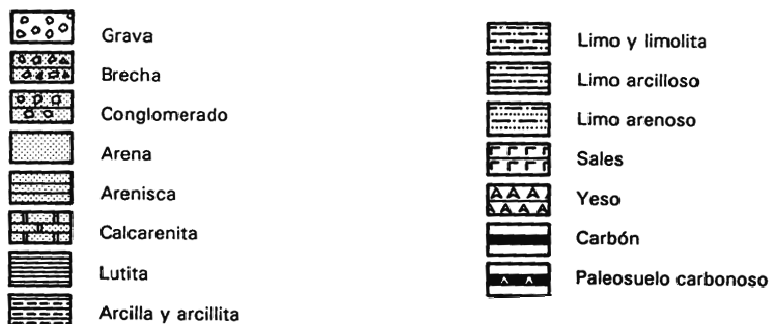 Grava
Brecha
Conglomerado
Arena
Arenisca
Calcarenita
Lutita
Arcilla y arcillita
Limo y limolita
Limo arcilloso
Limo arenoso
Sales
Yeso
Carbón
Paleosuelo carbonoso